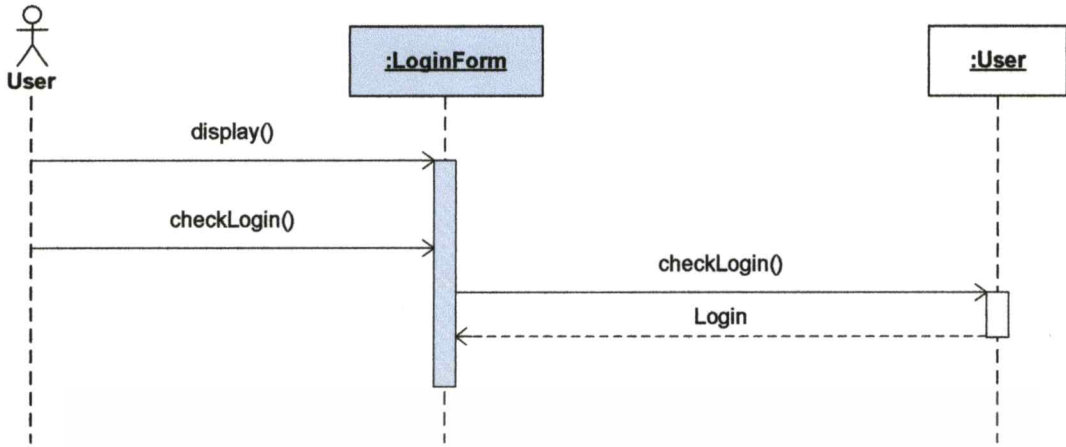 User
:LoginForm
:User
display()
checkLogin()
checkLogin()
Login